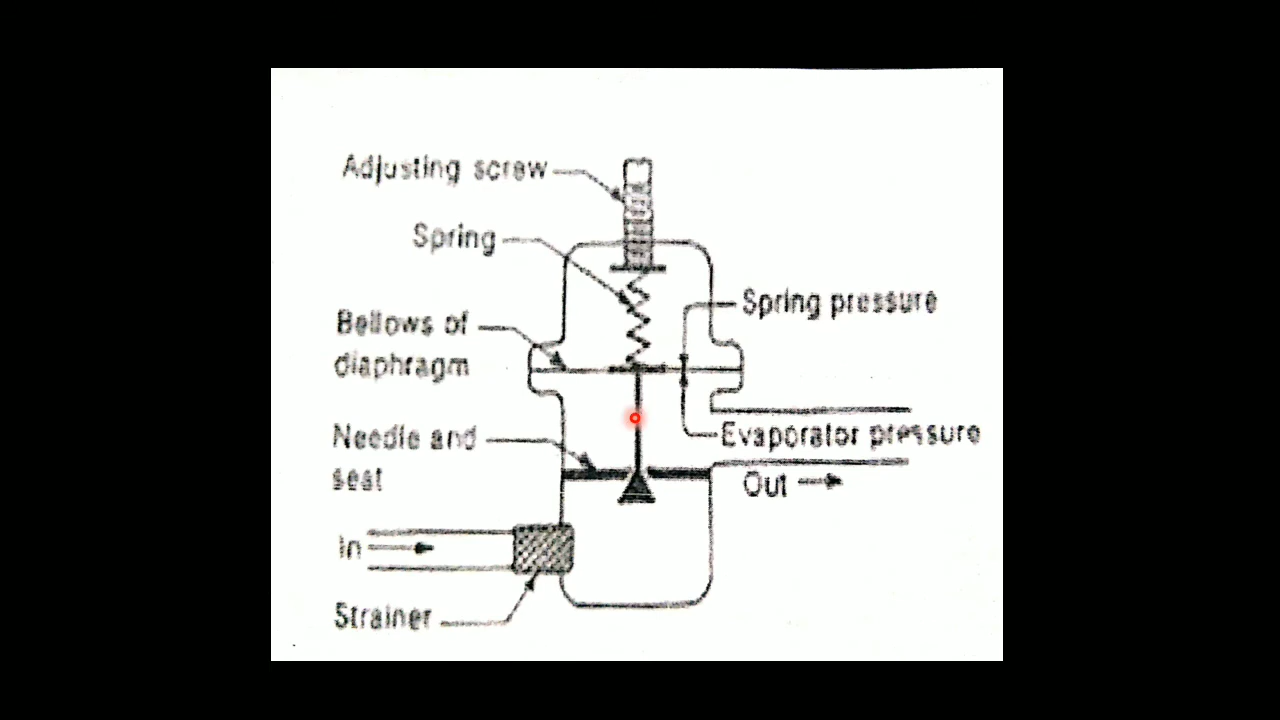 Adjusting screw
Spring
Spring pressure
Bellows of
diaphragm
Needle and
seat
Evaporator pressure
Out
In
Strainer